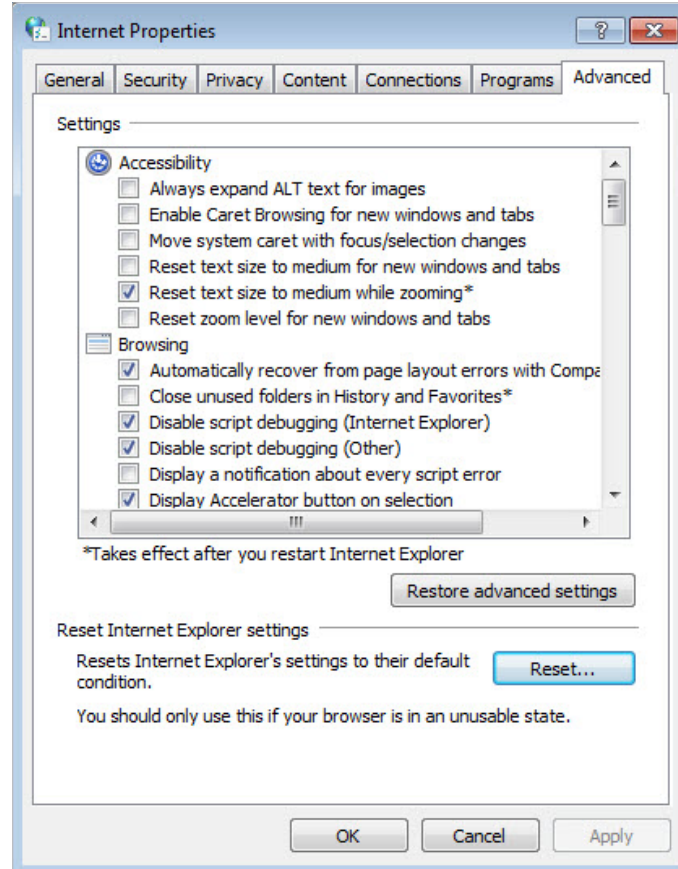 Internet Properties
General Security Privacy Content Connections Programs Advanced
Settings
Accessibility
Always expand ALT text for images
Enable Caret Browsing for new windows and tabs
Move system caret with focus/selection changes
Reset text size to medium for new windows and tabs
Reset text size to medium while zooming*
Reset zoom level for new windows and tabs
Browsing
Automatically recover from page layout errors with Compa
Close unused folders in History and Favorites*
Disable script debugging (Internet Explorer)
Disable script debugging (Other)
Display a notification about every script error
Display Accelerator button on selection
*Takes effect after you restart Internet Explorer
Restore advanced settings
Reset Internet Explorer settings
Resets Internet Explorer's settings to their default
condition.
Reset...
You should only use this if your browser is in an unusable state.
OK Cancel Apply